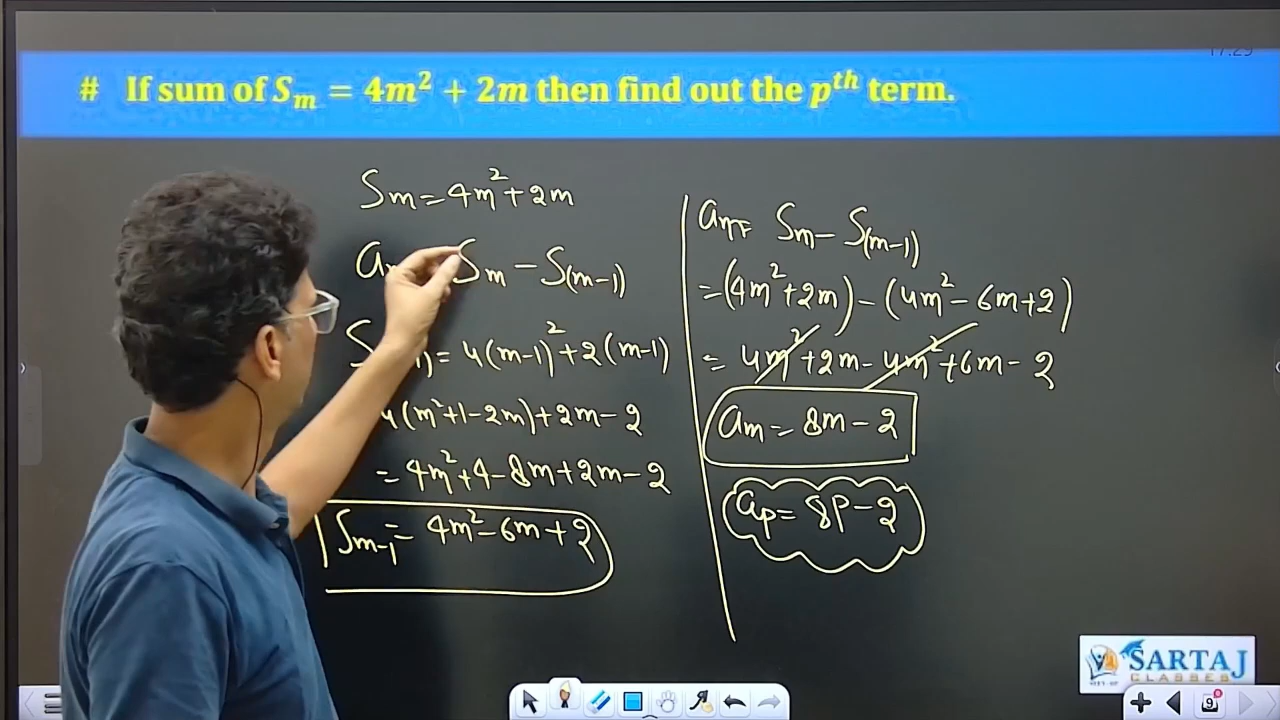 17:25
# If sum of Sₘ = 4m² + 2m then find out the pᵗʰ term.
Sm = 4m² + 2m
Sm - S(m-1)
= 4(m-1)² + 2(m-1)
4(m²+1-2m)+2m-2
= 4m²+4-8m+2m-2
Sm-1 = 4m²-6m+2
am = Sm - S(m-1)
= (4m²+2m) - (4m²-6m+2)
= 4m²+2m-4m²+6m-2
am = 8m-2
ap = 8p-2
SARTAJ
CLASSES
9